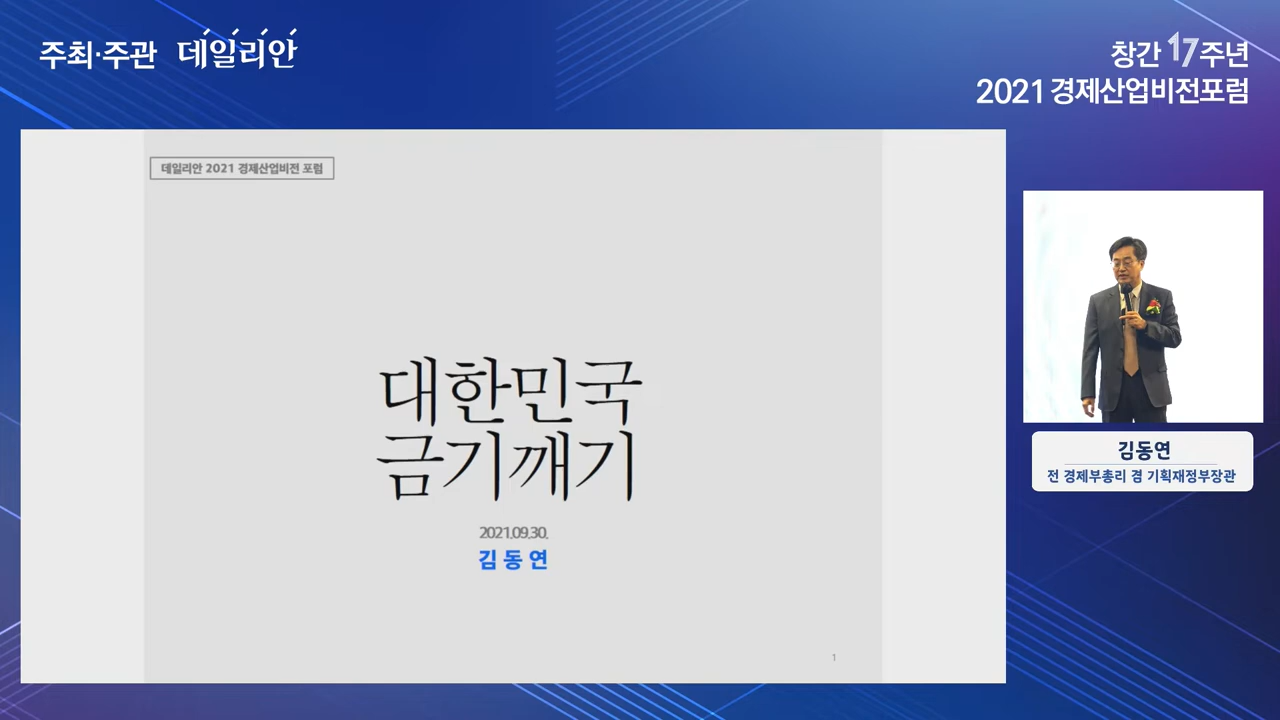 주최·주관 데일리안
창간 17주년
2021 경제산업비전포럼
데일리안 2021 경제산업비전 포럼
대한민국
금기깨기
2021.09.30.
김동연
1
김동연
전 경제부총리 겸 기획재정부장관